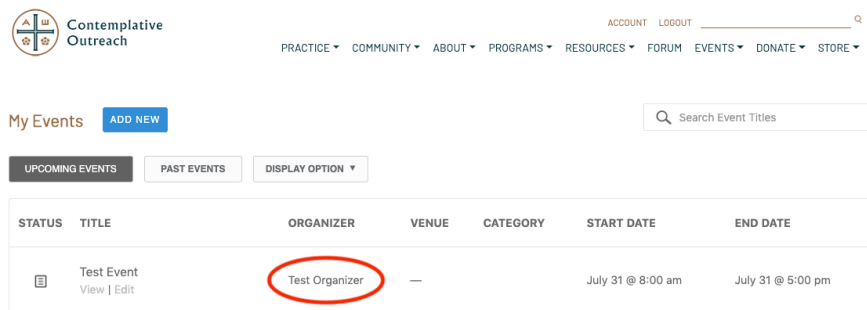 A Ω
Contemplative
Outreach
ACCOUNT LOGOUT
PRACTICE COMMUNITY ABOUT PROGRAMS RESOURCES FORUM EVENTS DONATE STORE
My Events ADD NEW
Search Event Titles
UPCOMING EVENTS PAST EVENTS DISPLAY OPTION
STATUS TITLE ORGANIZER VENUE CATEGORY START DATE END DATE
Test Event Test Organizer — July 31 @ 8:00 am July 31 @ 5:00 pm
View | Edit